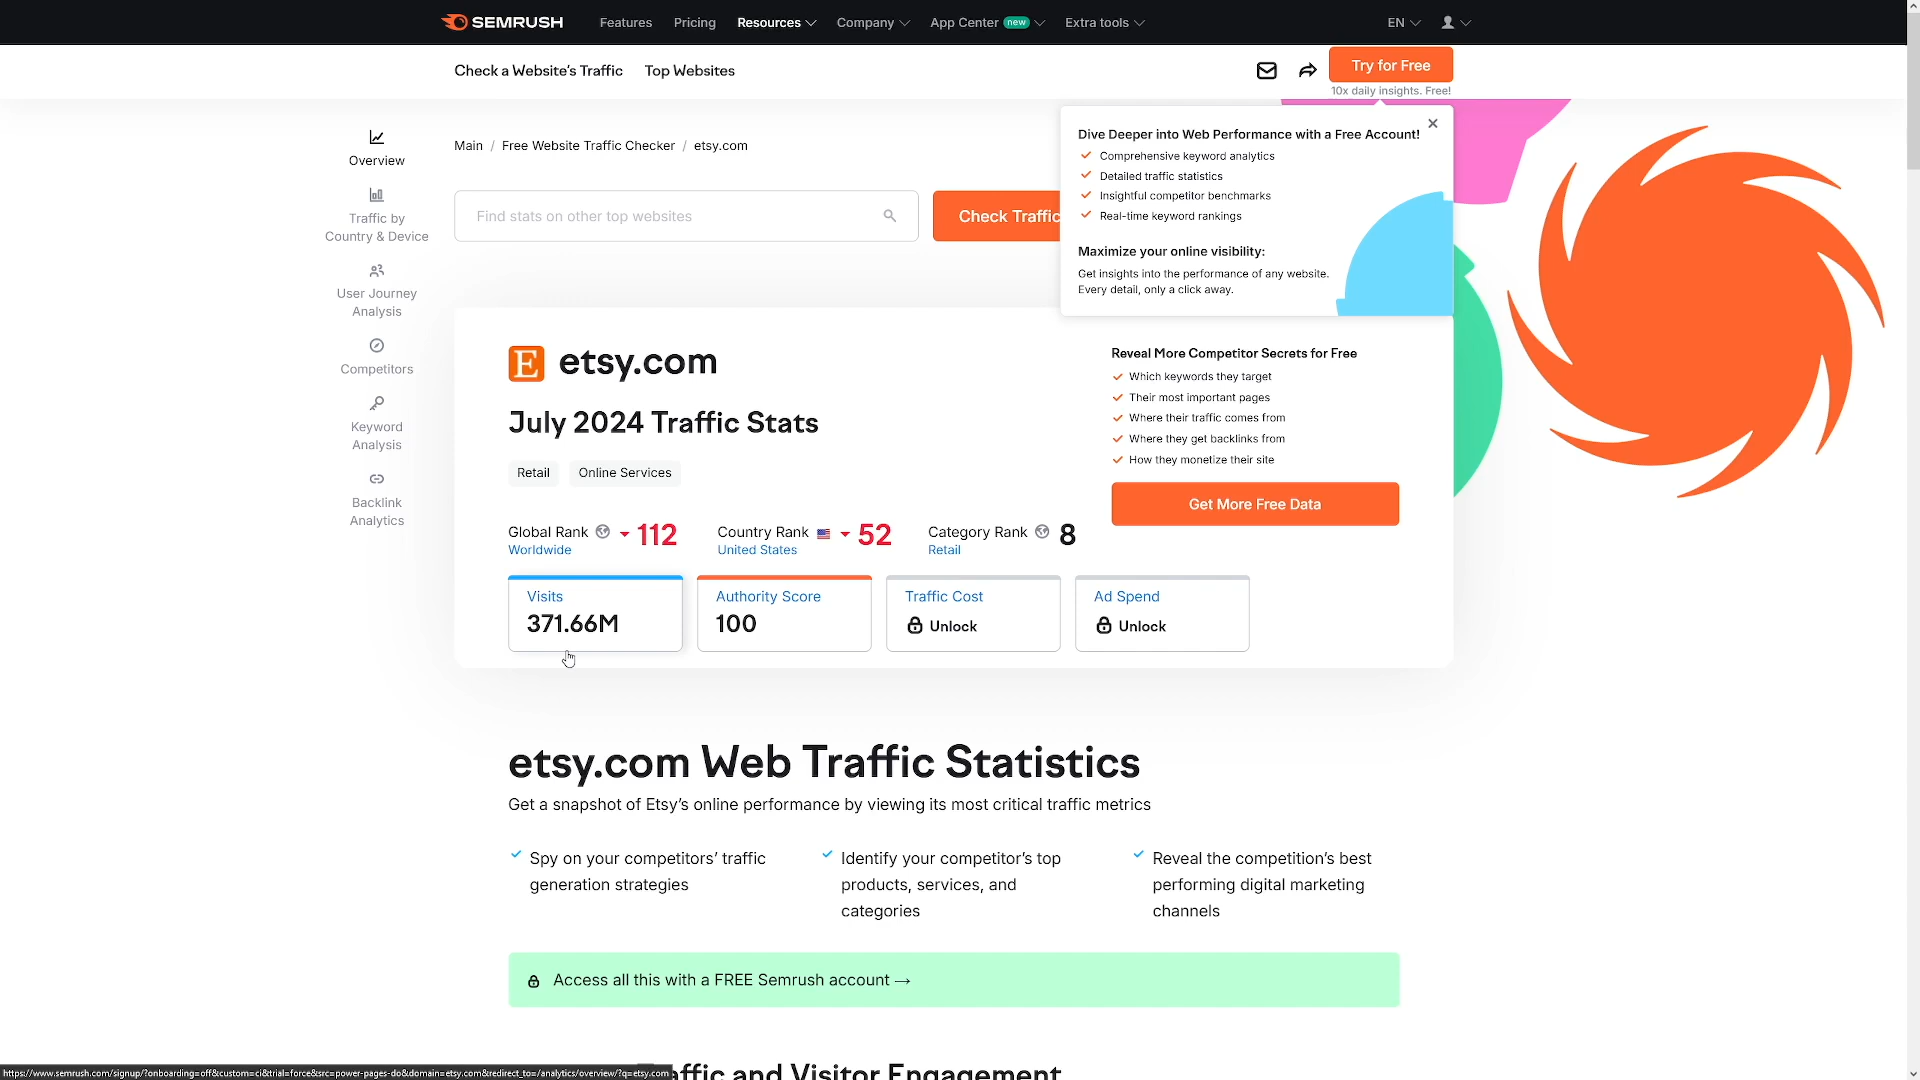 SEMRUSH Features Pricing Resources Company App Center new Extra tools EN
Check a Website's Traffic Top Websites Try for Free
10x daily insights. Free!
Overview
Traffic by
Country & Device
User Journey
Analysis
Competitors
Keyword
Analysis
Backlink
Analytics
Main / Free Website Traffic Checker / etsy.com
Find stats on other top websites
Check Traffic
Dive Deeper into Web Performance with a Free Account!
Comprehensive keyword analytics
Detailed traffic statistics
Insightful competitor benchmarks
Real-time keyword rankings
Maximize your online visibility:
Get insights into the performance of any website.
Every detail, only a click away.
E etsy.com
July 2024 Traffic Stats
Retail Online Services
Reveal More Competitor Secrets for Free
Which keywords they target
Their most important pages
Where their traffic comes from
Where they get backlinks from
How they monetize their site
Get More Free Data
Global Rank 112
Worldwide
Country Rank 52
United States
Category Rank 8
Retail
Visits
371.66M
Authority Score
100
Traffic Cost
Unlock
Ad Spend
Unlock
etsy.com Web Traffic Statistics
Get a snapshot of Etsy's online performance by viewing its most critical traffic metrics
Spy on your competitors' traffic
generation strategies
Identify your competitor's top
products, services, and
categories
Reveal the competition's best
performing digital marketing
channels
Access all this with a FREE Semrush account →
affic and Visitor Engagement
https://www.semrush.com/signup/?onboarding=off&custom=ci&trial=force&src=power-pages-do&domain=etsy.com&redirect_to=/analytics/overview/?q=etsy.com